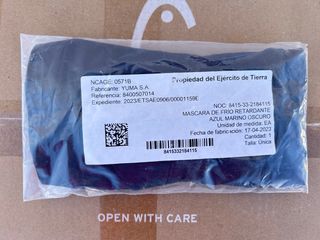 NCAGE: 0571B
Propiedad del Ejército de Tierra
Fabricante: YUMA S.A.
Referencia: 8400507014
Expediente: 2023/ETSAE0906/00001159E
NOC: 8415-33-2184115
MASCARA DE FRIO RETARDANTE
AZUL MARINO OSCURO
Unidad de medida: EA
Fecha de fabricación: 17-04-2023
Cantidad: 1
Talla: Única
8415332184115
OPEN WITH CARE